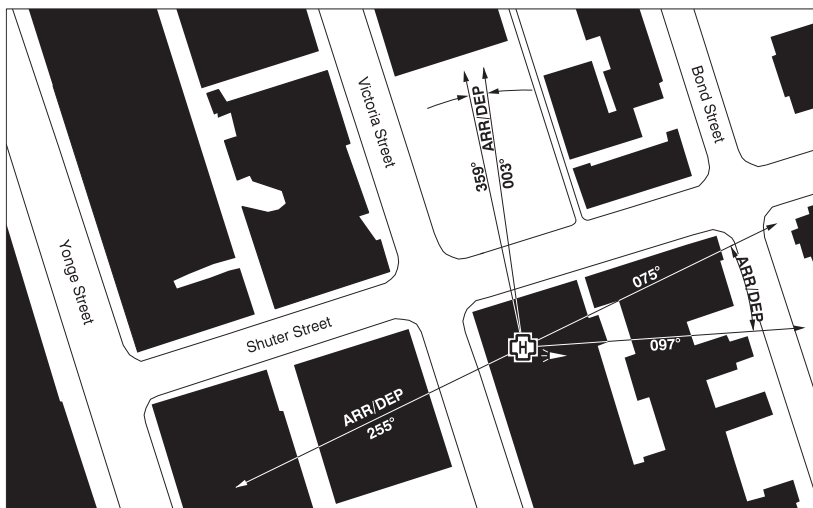 Victoria Street
Bond Street
ARR/DEP
359°
003°
Yonge Street
075°
ARR/DEP
Shuter Street
H
097°
ARR/DEP
255°